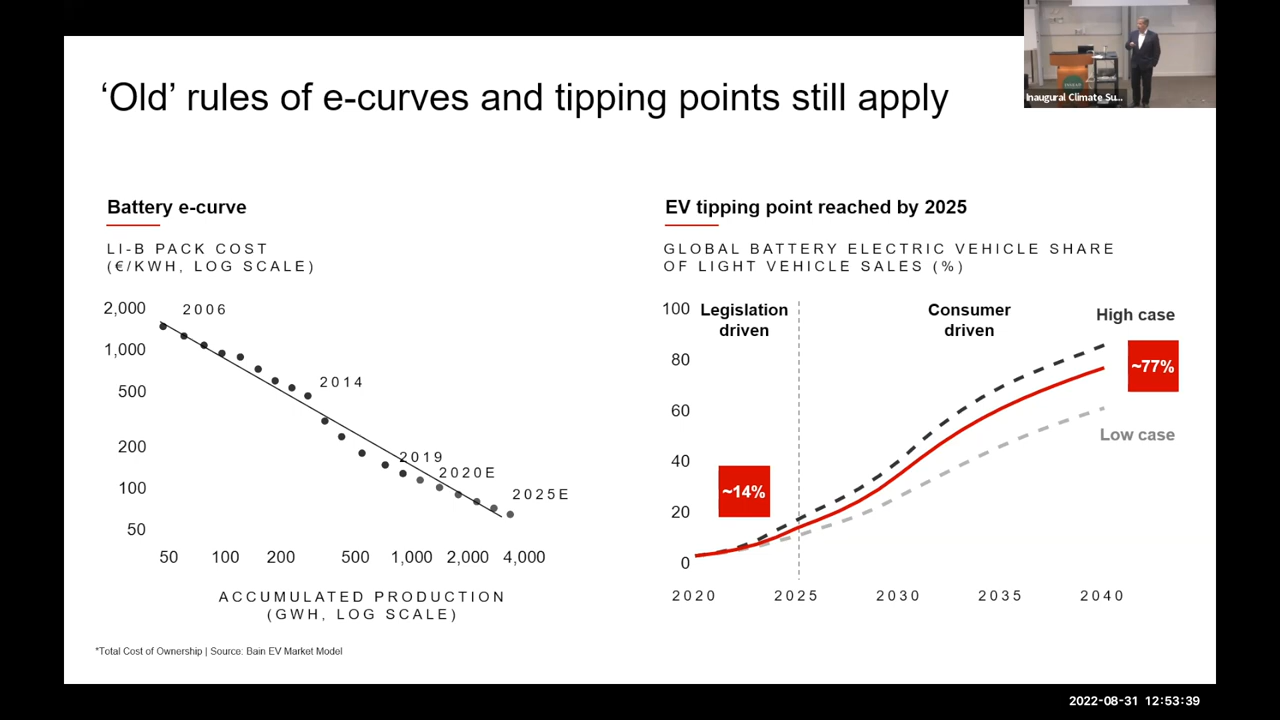 'Old' rules of e-curves and tipping points still apply
Inaugural Climate Su...
Battery e-curve
LI-B PACK COST
(€/KWH, LOG SCALE)
2,000
1,000
500
200
100
50
2006
2014
2019
2020E
2025E
50 100 200 500 1,000 2,000 4,000
ACCUMULATED PRODUCTION
(GWH, LOG SCALE)
EV tipping point reached by 2025
GLOBAL BATTERY ELECTRIC VEHICLE SHARE
OF LIGHT VEHICLE SALES (%)
100
80
60
40
20
0
Legislation
driven
Consumer
driven
High case
~77%
Low case
~14%
2020 2025 2030 2035 2040
*Total Cost of Ownership | Source: Bain EV Market Model
2022-08-31 12:53:39